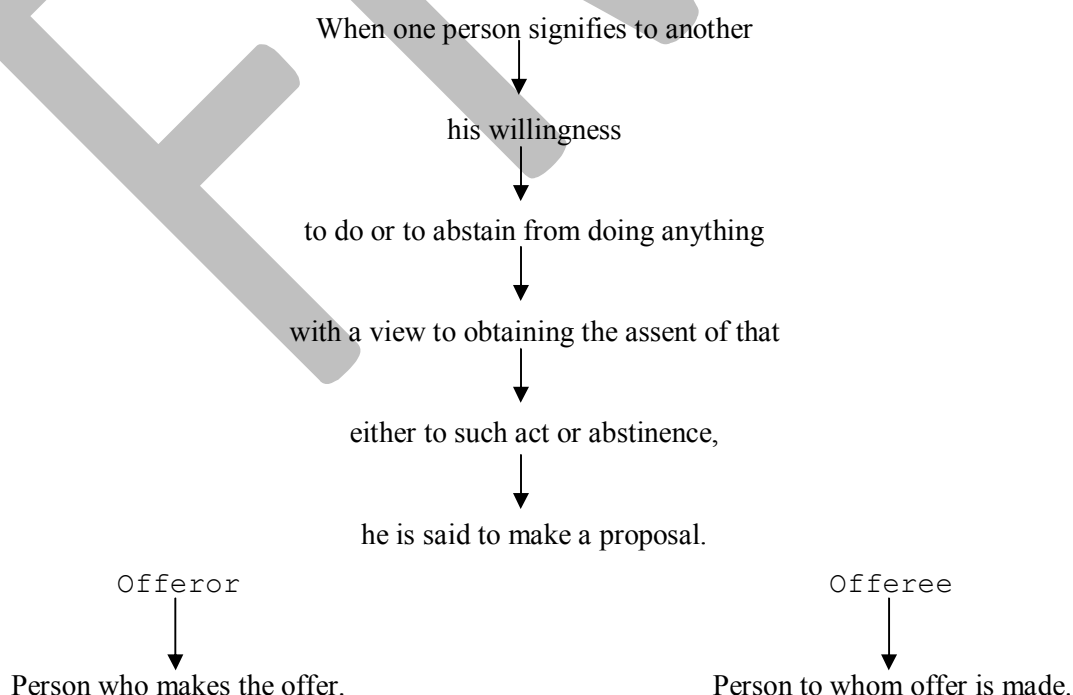 When one person signifies to another
his willingness
to do or to abstain from doing anything
with a view to obtaining the assent of that
either to such act or abstinence,
he is said to make a proposal.
Offeror Offeree
Person who makes the offer. Person to whom offer is made.